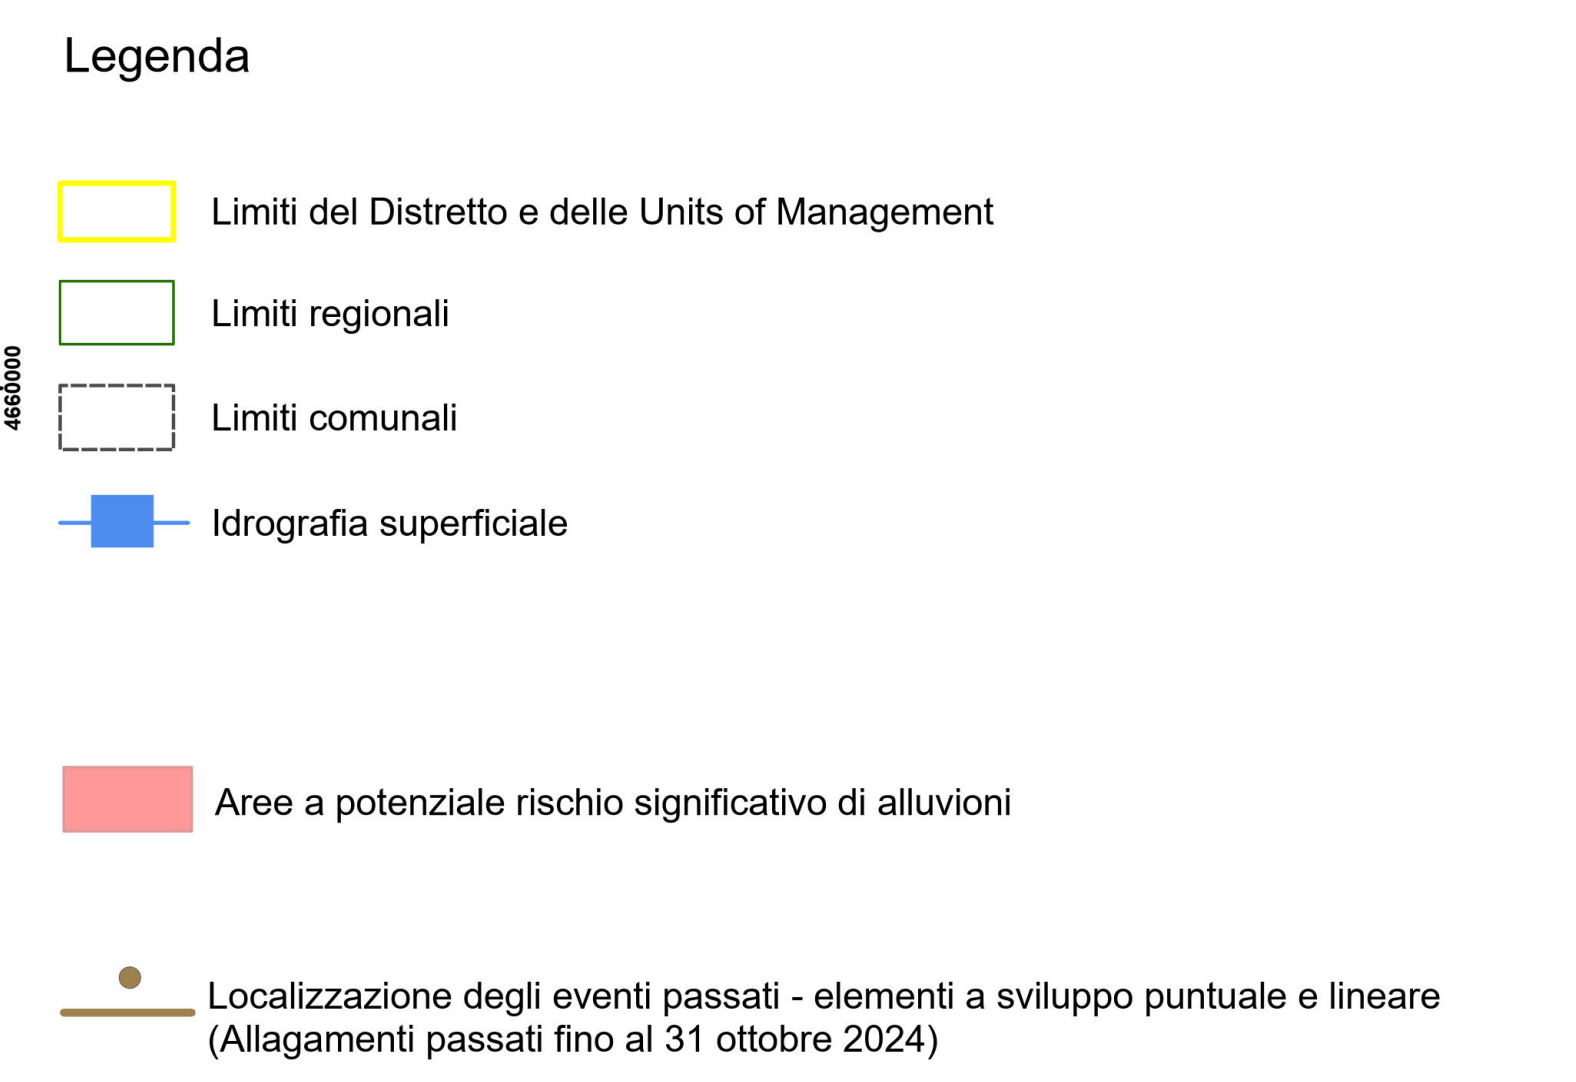 Legenda
Limiti del Distretto e delle Units of Management
Limiti regionali
4660000
Limiti comunali
Idrografia superficiale
Aree a potenziale rischio significativo di alluvioni
Localizzazione degli eventi passati - elementi a sviluppo puntuale e lineare
(Allagamenti passati fino al 31 ottobre 2024)